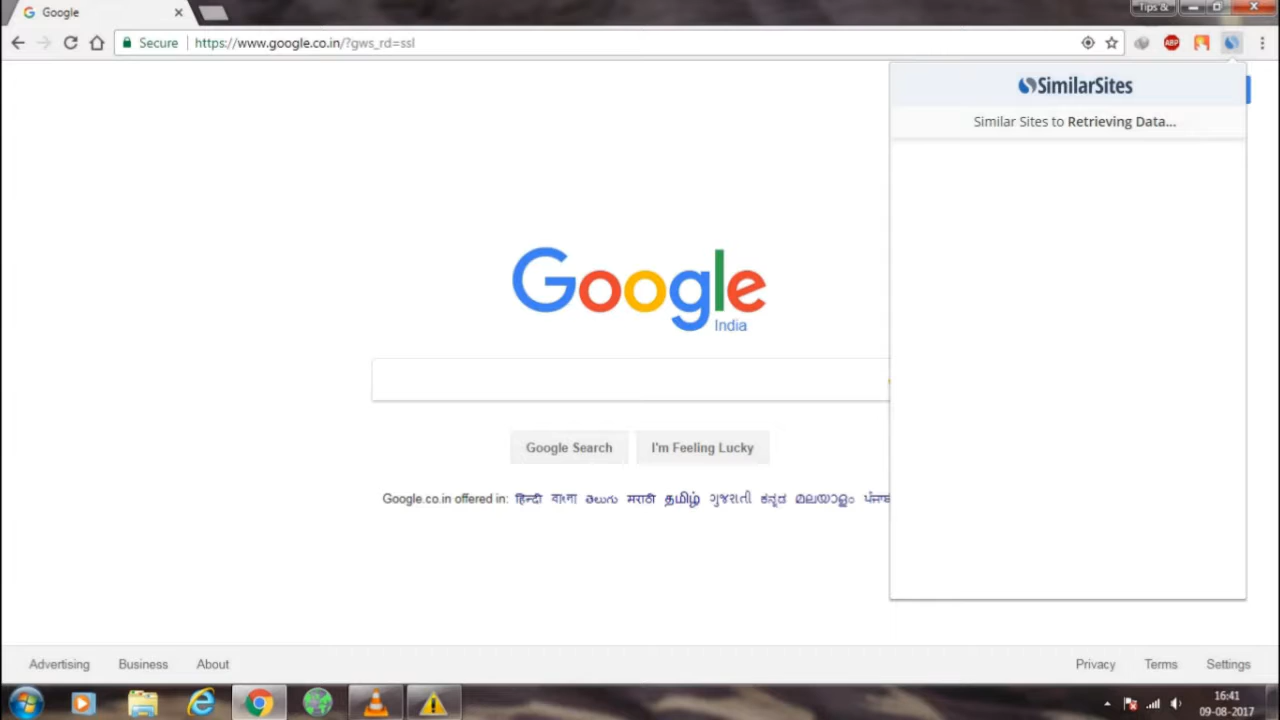 Google
Tips &
Secure
https://www.google.co.in/?gws_rd=ssl
ABP
SimilarSites
Similar Sites to Retrieving Data...
Google
India
Google Search
I'm Feeling Lucky
Google.co.in offered in: हिन्दी বাংলা తెలుగు मराठी தமிழ் ગુજરાતી ಕನ್ನಡ മലയാളം
Advertising
Business
About
Privacy
Terms
Settings
16:41
09-08-2017